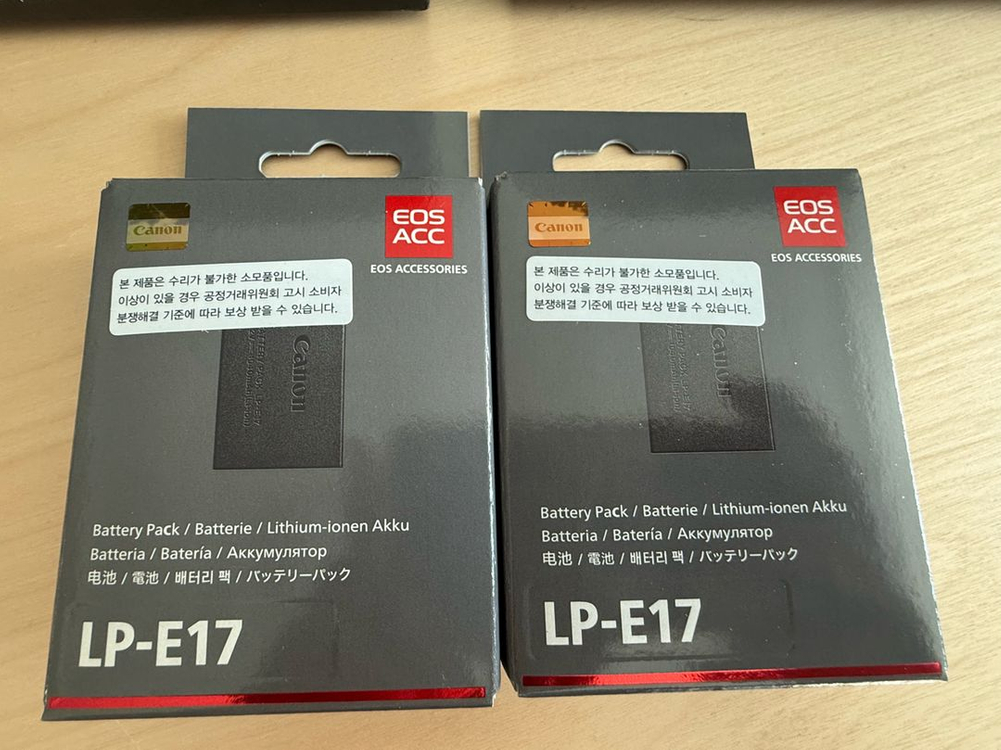 Canon
EOS
ACC
EOS ACCESSORIES
본 제품은 수리가 불가한 소모품입니다.
이상이 있을 경우 공정거래위원회 고시 소비자
분쟁해결 기준에 따라 보상 받을 수 있습니다.
Canon
Battery Pack / Batterie / Lithium-ionen Akku
Batteria / Batería / Аккумулятор
电池 / 電池 / 배터리 팩 / バッテリーパック
LP-E17
Canon
EOS
ACC
EOS ACCESSORIES
본 제품은 수리가 불가한 소모품입니다.
이상이 있을 경우 공정거래위원회 고시 소비자
분쟁해결 기준에 따라 보상 받을 수 있습니다.
Canon
Battery Pack / Batterie / Lithium-ionen Akku
Batteria / Batería / Аккумулятор
电池 / 電池 / 배터리 팩 / バッテリーパック
LP-E17